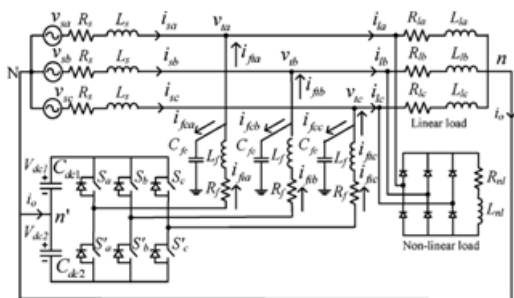 v_sa R_s L_s i_sa v_ta i_la R_la L_la
N v_sb R_s L_s i_sb v_tb i_lb R_lb L_lb n
v_sc R_s L_s i_sc v_tc i_lc R_lc L_lc
i_fta i_ftb i_o
Linear load
i_fca i_fcb i_fcc i_ftc
C_fc L_f C_fc L_f C_fc L_f
V_dc1 C_dc1 S_a S_b S_c R_f R_f R_f R_nl
i_o n'
V_dc2 C_dc2 S'_a S'_b S'_c L_nl
Non-linear load